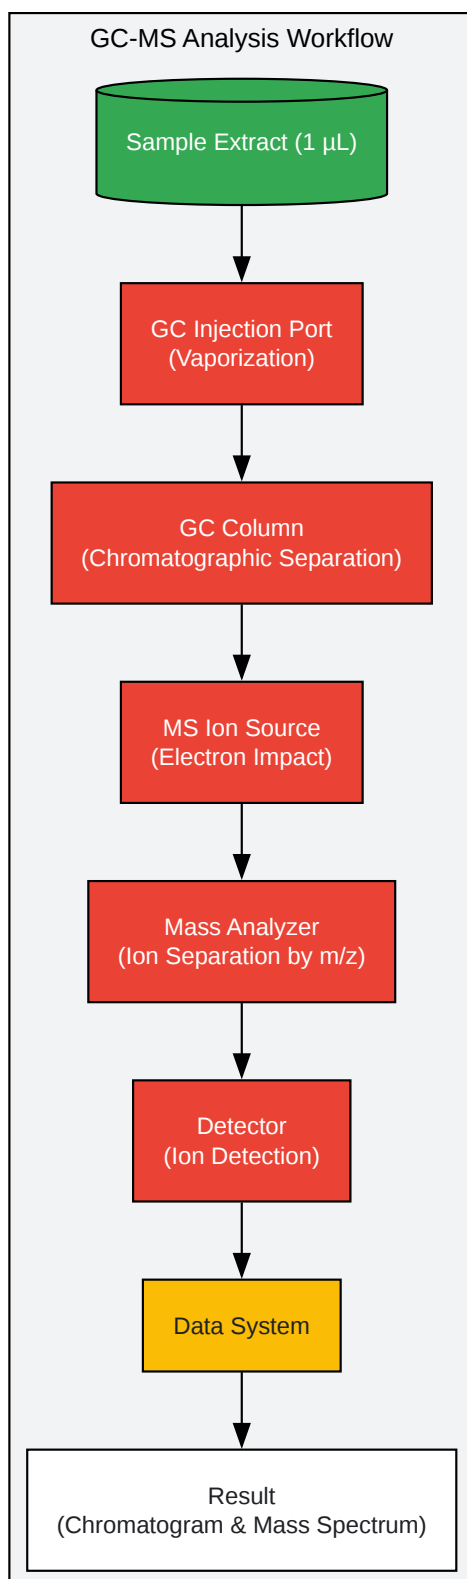 GC-MS Analysis Workflow
Sample Extract (1 µL)
GC Injection Port
(Vaporization)
GC Column
(Chromatographic Separation)
MS Ion Source
(Electron Impact)
Mass Analyzer
(Ion Separation by m/z)
Detector
(Ion Detection)
Data System
Result
(Chromatogram & Mass Spectrum)